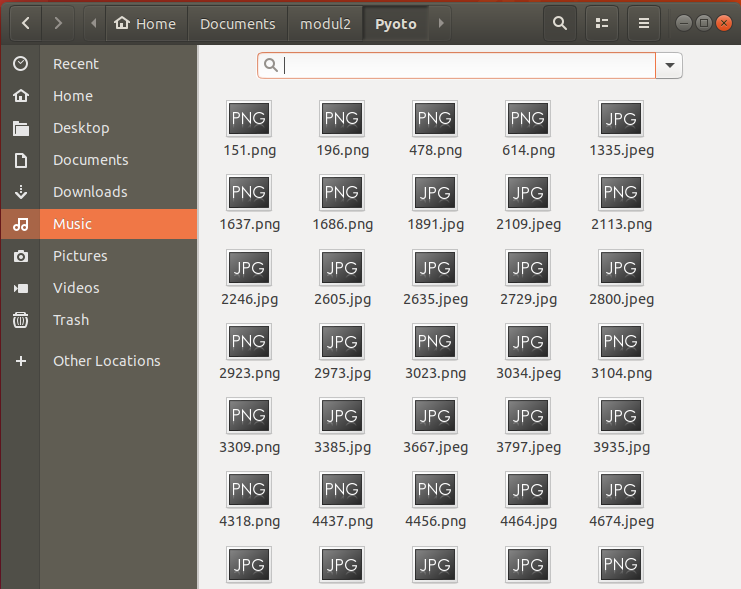 Home Documents modul2 Pyoto
Recent
Home
Desktop
Documents
Downloads
Music
Pictures
Videos
Trash
Other Locations
PNG PNG PNG PNG JPG
151.png 196.png 478.png 614.png 1335.jpeg
PNG PNG JPG JPG PNG
1637.png 1686.png 1891.jpg 2109.jpeg 2113.png
JPG JPG JPG JPG JPG
2246.jpg 2605.jpg 2635.jpeg 2729.jpg 2800.jpeg
PNG JPG PNG JPG PNG
2923.png 2973.jpg 3023.png 3034.jpeg 3104.png
PNG JPG JPG JPG JPG
3309.png 3385.jpg 3667.jpeg 3797.jpeg 3935.jpg
PNG PNG PNG JPG JPG
4318.png 4437.png 4456.png 4464.jpg 4674.jpeg
JPG JPG JPG JPG PNG